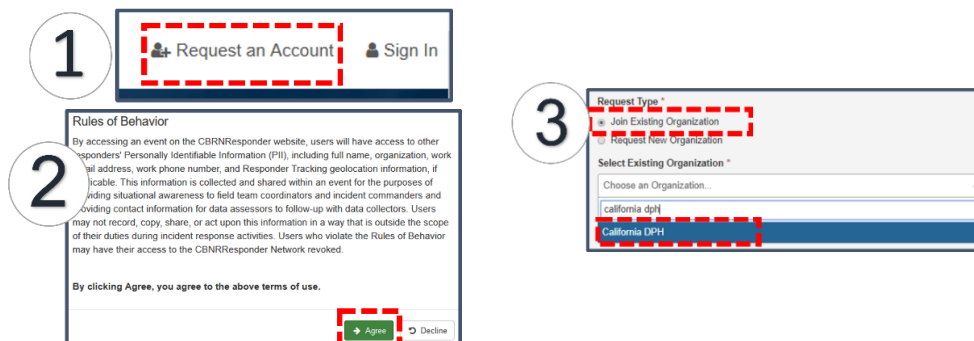 1
Request an Account
Sign In
2
Rules of Behavior
By accessing an event on the CBRNResponder website, users will have access to other
responders' Personally Identifiable Information (PII), including full name, organization, work
address, work phone number, and Responder Tracking geolocation information, if
This information is collected and shared within an event for the purposes of
situational awareness to field team coordinators and incident commanders and
providing contact information for data assessors to follow-up with data collectors. Users
may not record, copy, share, or act upon this information in a way that is outside the scope
of their duties during incident response activities. Users who violate the Rules of Behavior
may have their access to the CBRNResponder Network revoked.
By clicking Agree, you agree to the above terms of use.
Agree
Decline
3
Request Type *
Join Existing Organization
Request New Organization
Select Existing Organization *
Choose an Organization...
california dph
California DPH